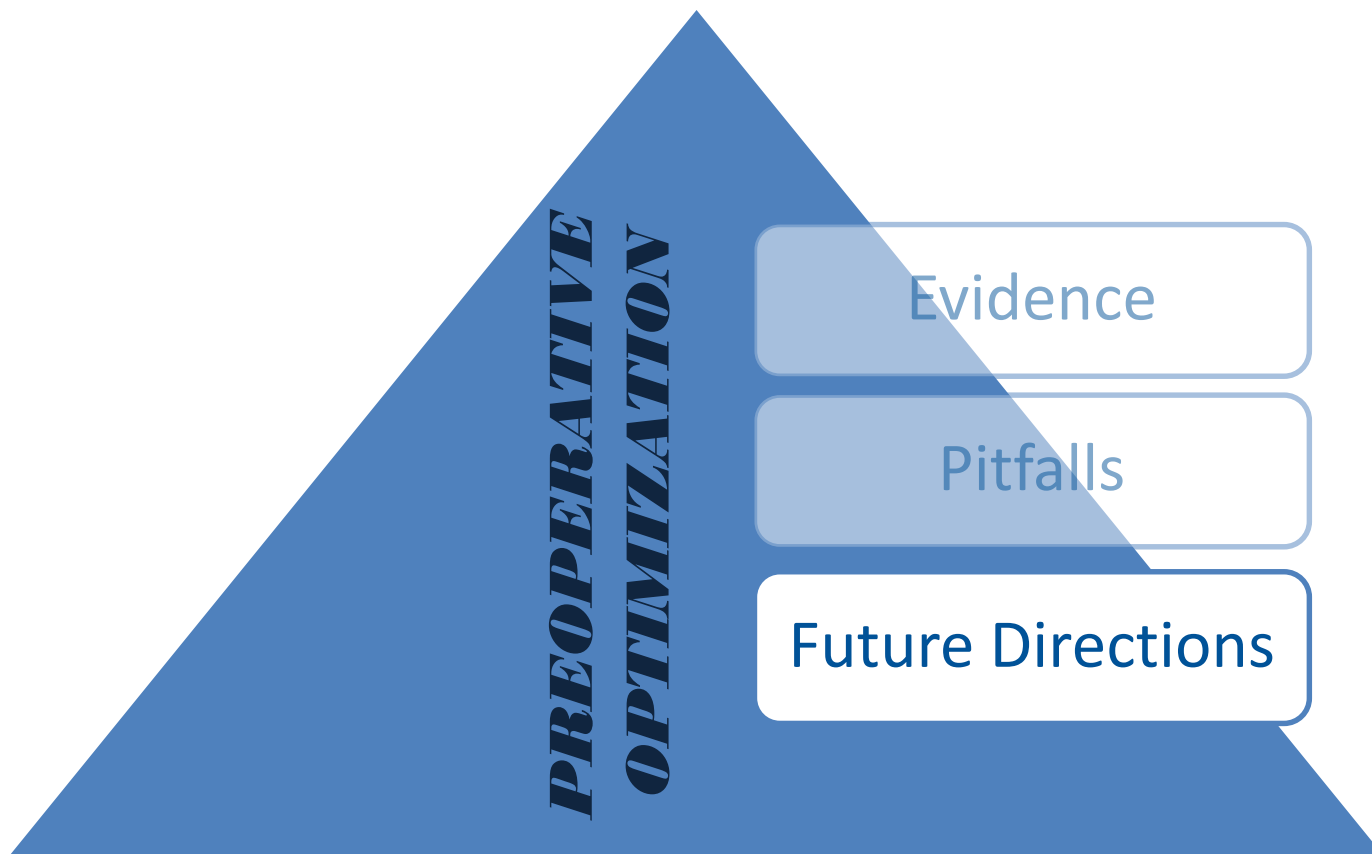 PREOPERATIVE
OPTIMIZATION
Evidence
Pitfalls
Future Directions